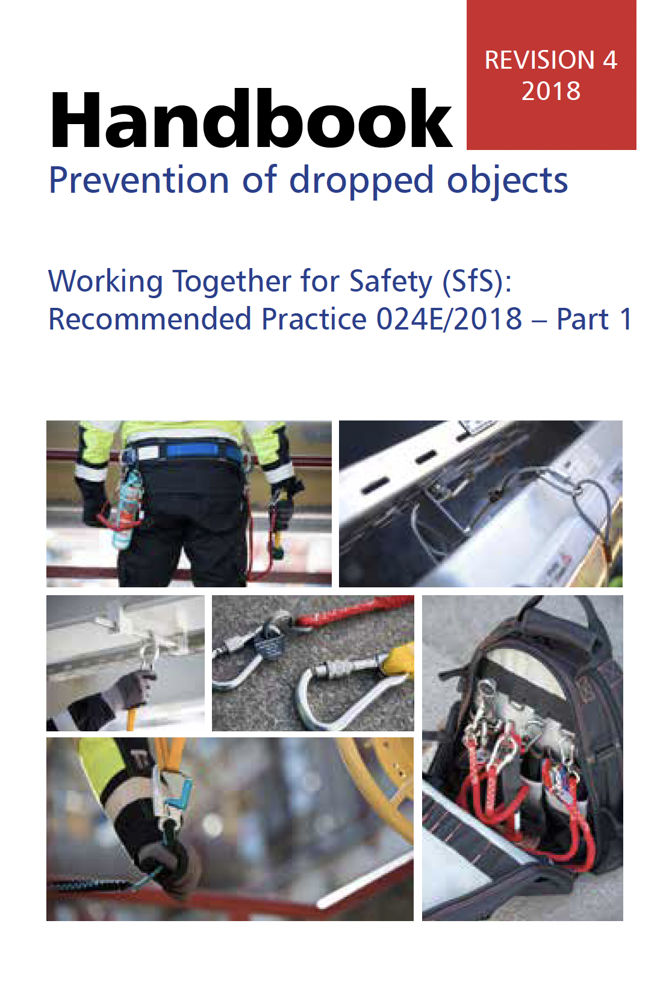 REVISION 4
2018
Handbook
Prevention of dropped objects
Working Together for Safety (SfS):
Recommended Practice 024E/2018 – Part 1